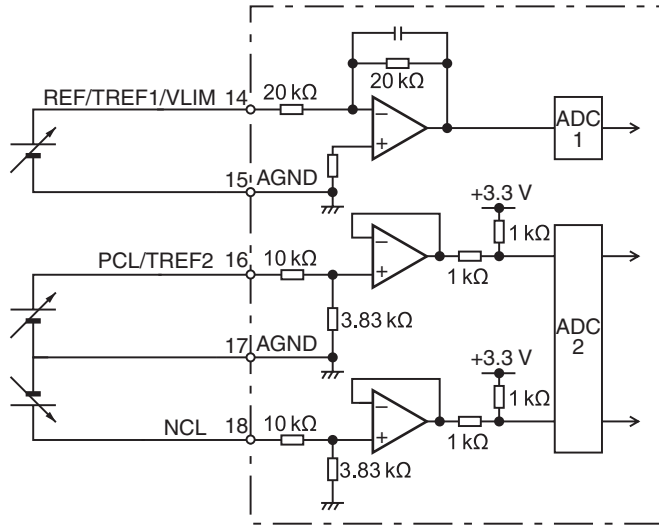 REF/TREF1/VLIM 14
20 kΩ
20 kΩ
−
+
ADC
1
15 AGND
+3.3 V
1 kΩ
PCL/TREF2 16
10 kΩ
−
+
1 kΩ
3.83 kΩ
ADC
2
17 AGND
+3.3 V
1 kΩ
NCL 18
10 kΩ
−
+
1 kΩ
3.83 kΩ